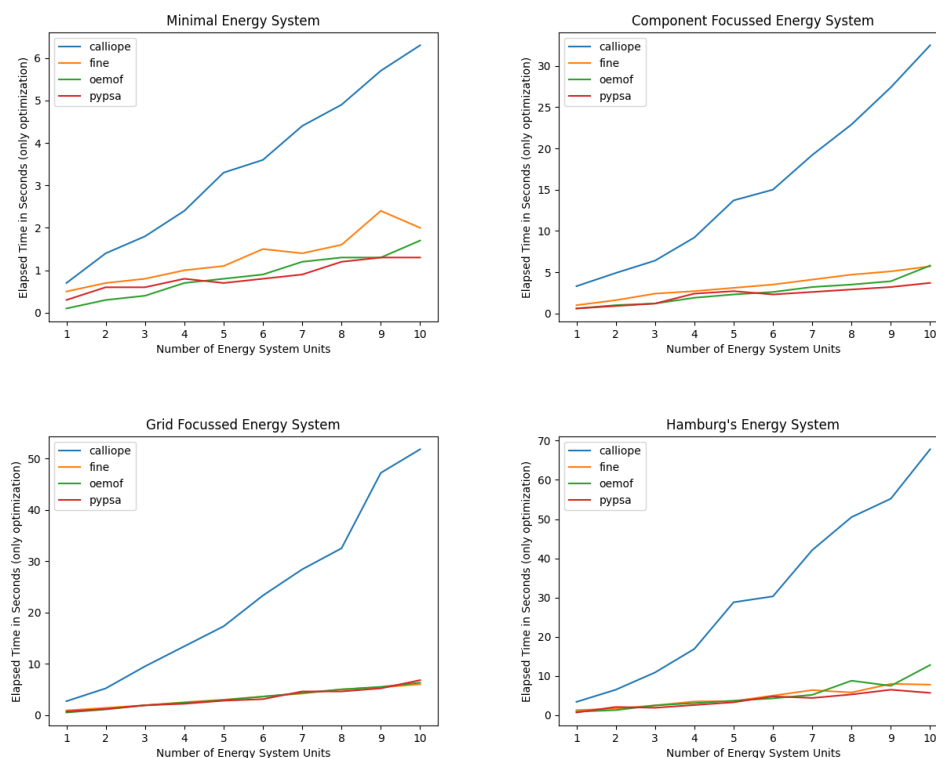 Minimal Energy System
calliope
fine
oemof
pypsa
Elapsed Time in Seconds (only optimization)
6
5
4
3
2
1
0
1 2 3 4 5 6 7 8 9 10
Number of Energy System Units
Component Focussed Energy System
calliope
fine
oemof
pypsa
Elapsed Time in Seconds (only optimization)
30
25
20
15
10
5
0
1 2 3 4 5 6 7 8 9 10
Number of Energy System Units
Grid Focussed Energy System
calliope
fine
oemof
pypsa
Elapsed Time in Seconds (only optimization)
50
40
30
20
10
0
1 2 3 4 5 6 7 8 9 10
Number of Energy System Units
Hamburg's Energy System
calliope
fine
oemof
pypsa
Elapsed Time in Seconds (only optimization)
70
60
50
40
30
20
10
0
1 2 3 4 5 6 7 8 9 10
Number of Energy System Units